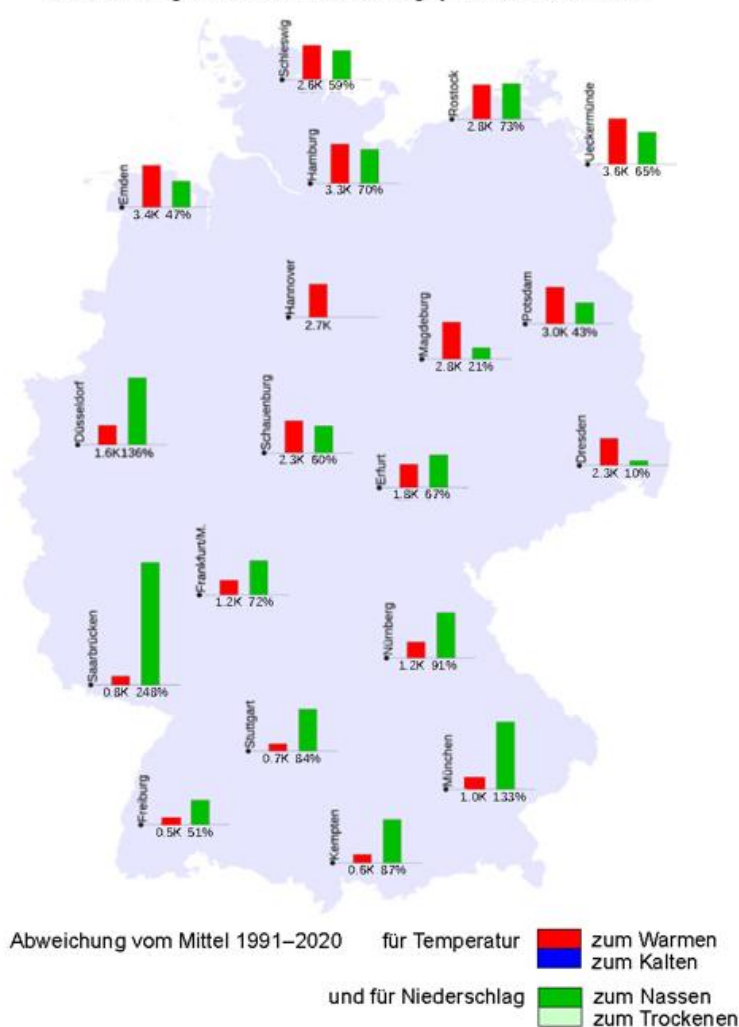 Schleswig
2.6K 59%
Rostock
2.8K 73%
Ueckermünde
3.6K 65%
Hamburg
3.3K 70%
Emden
3.4K 47%
Hannover
2.7K
Potsdam
3.0K 43%
Magdeburg
2.8K 21%
Düsseldorf
1.6K 136%
Schauenburg
2.3K 60%
Erfurt
1.8K 67%
Dresden
2.3K 10%
Frankfurt/M.
1.2K 72%
Saarbrücken
0.8K 248%
Nürnberg
1.2K 91%
Stuttgart
0.7K 84%
München
1.0K 133%
Freiburg
0.5K 51%
Kempten
0.6K 87%
Abweichung vom Mittel 1991–2020 für Temperatur zum Warmen
zum Kalten
und für Niederschlag zum Nassen
zum Trockenen